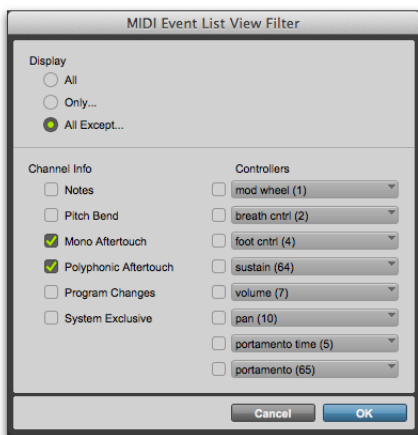 MIDI Event List View Filter
Display
All
Only...
All Except...
Channel Info
Controllers
Notes
mod wheel (1)
Pitch Bend
breath cntrl (2)
Mono Aftertouch
foot cntrl (4)
Polyphonic Aftertouch
sustain (64)
Program Changes
volume (7)
System Exclusive
pan (10)
portamento time (5)
portamento (65)
Cancel
OK